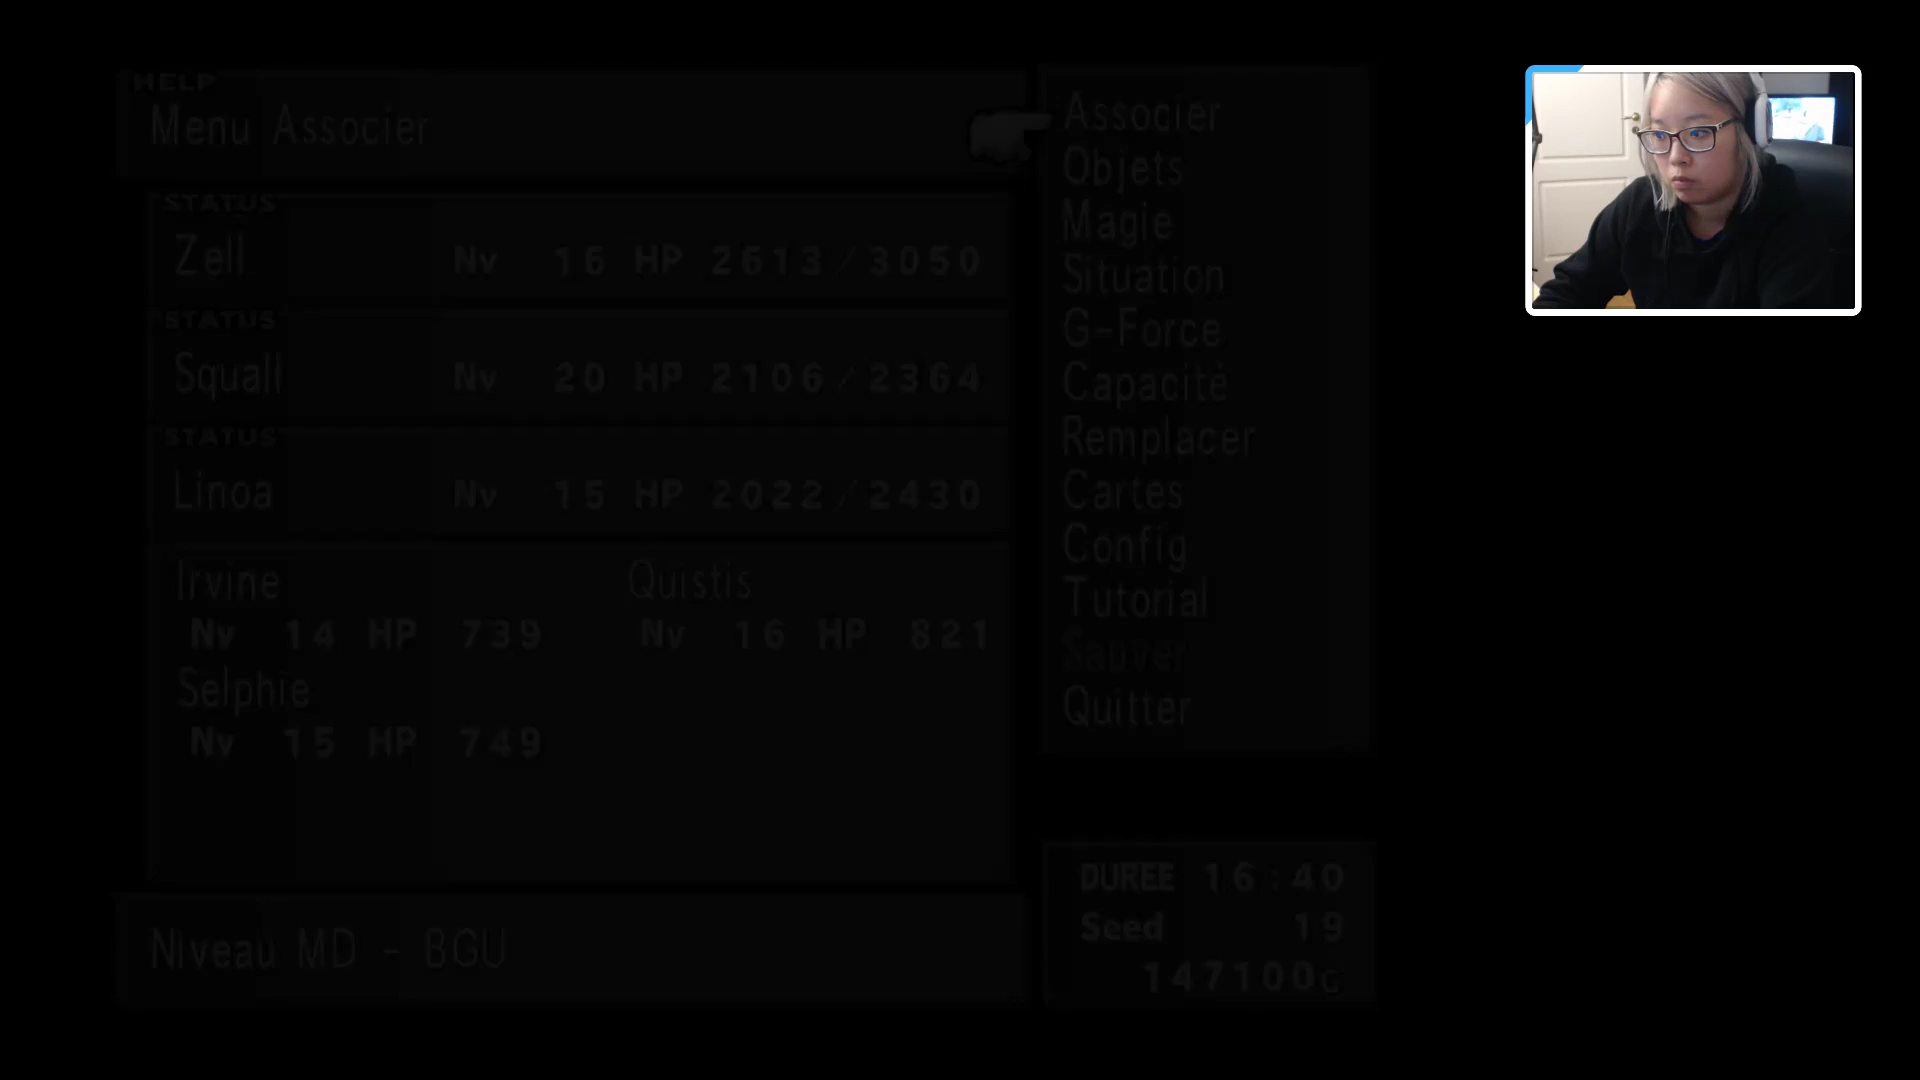 HELP
Menu Associer
STATUS
Zell Nv 16 HP 2613/3050
STATUS
Squall Nv 20 HP 2106/2364
STATUS
Linoa Nv 15 HP 2022/2430
Irvine
Nv 14 HP 739
Quistis
Nv 16 HP 821
Selphie
Nv 15 HP 749
Niveau MD - BGU
Associer
Objets
Magie
Situation
G-Force
Capacité
Remplacer
Cartes
Config
Tutorial
Sauver
Quitter
DUREE 16:40
Seed 19
147100G